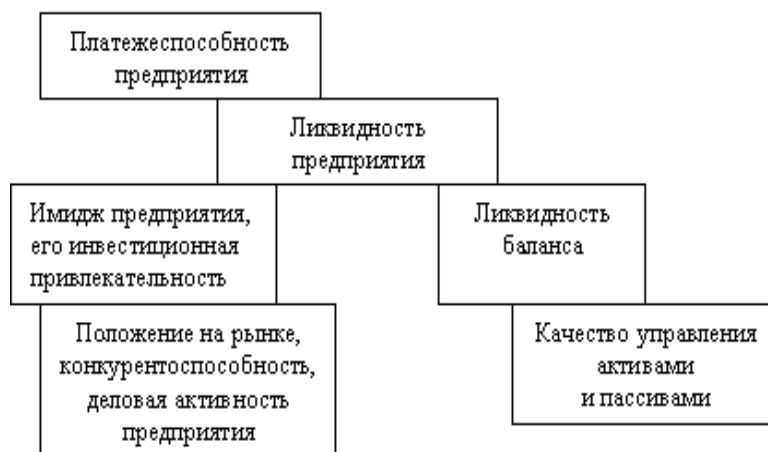 Платежеспособность
предприятия
Ликвидность
предприятия
Имидж предприятия,
его инвестиционная
привлекательность
Ликвидность
баланса
Положение на рынке,
конкурентоспособность,
деловая активность
предприятия
Качество управления
активами
и пассивами